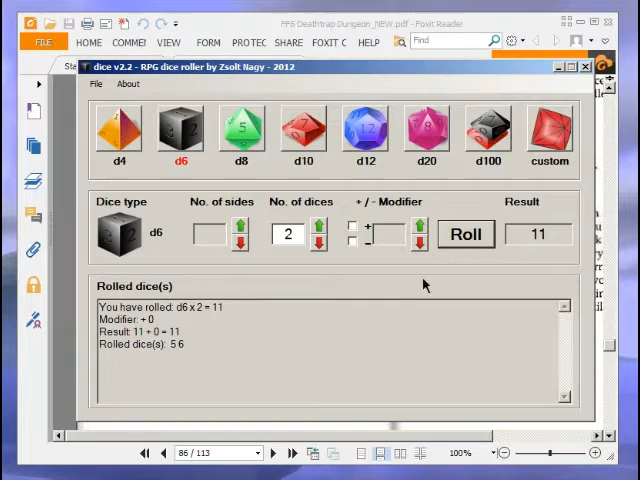 FF6 Deathtrap Dungeon_NEW.pdf - Foxit Reader
FILE HOME COMMEI VIEW FORM PROTEC SHARE FOXIT C HELP Find
Sta
dice v2.2 - RPG dice roller by Zsolt Nagy - 2012
File About
d4 d6 d8 d10 d12 d20 d100 custom
Dice type No. of sides No. of dices + / - Modifier Result
d6 2 + - Roll 11
Rolled dice(s)
You have rolled: d6 x 2 = 11
Modifier: + 0
Result: 11 + 0 = 11
Rolled dice(s): 5 6
86 / 113 100%